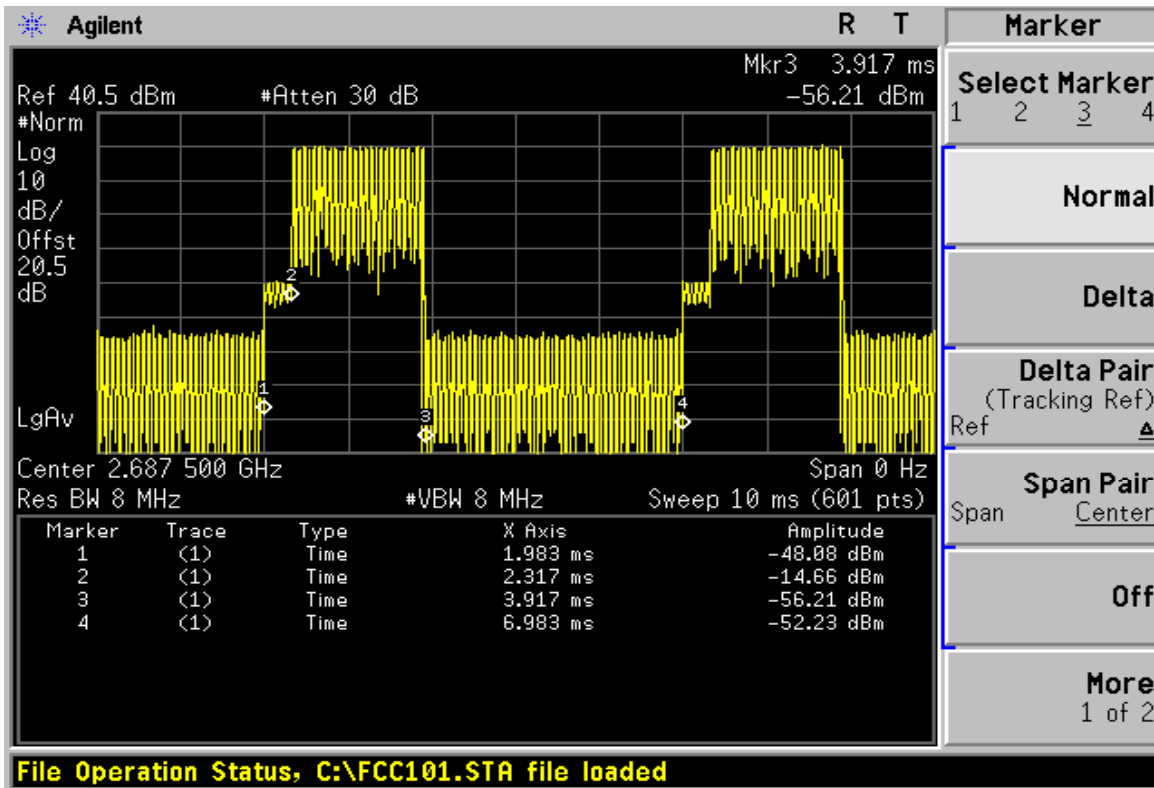 Agilent R T
Mkr3 3.917 ms
Ref 40.5 dBm #Atten 30 dB -56.21 dBm
#Norm
Log
10
dB/
Offst
20.5
dB
LgAv
1
2
3
4
Center 2.687 500 GHz Span 0 Hz
Res BW 8 MHz #VBW 8 MHz Sweep 10 ms (601 pts)
Marker Trace Type X Axis Amplitude
1 (1) Time 1.983 ms -48.08 dBm
2 (1) Time 2.317 ms -14.66 dBm
3 (1) Time 3.917 ms -56.21 dBm
4 (1) Time 6.983 ms -52.23 dBm
File Operation Status, C:\FCC101.STA file loaded
Marker
Select Marker
1 2 3 4
Normal
Delta
Delta Pair
(Tracking Ref)
Ref Δ
Span Pair
Span Center
Off
More
1 of 2